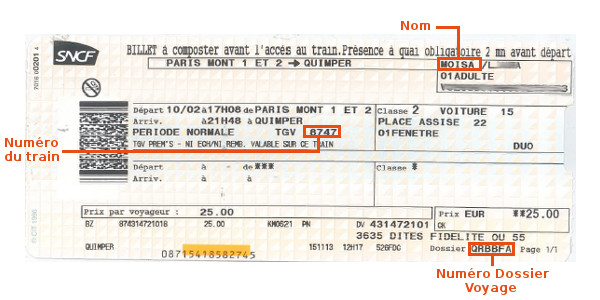 Nom
BILLET à composter avant l'accès au train.Présence à quai obligatoire 2 mn avant départ
SNCF
PARIS MONT 1 ET 2 → QUIMPER
MOISA /L A
01ADULTE
Départ 10/02 à17H08 de PARIS MONT 1 ET 2
Classe 2 VOITURE 15
Arriv. à21H48 à QUIMPER
PLACE ASSISE 22
PERIODE NORMALE TGV 8747
01FENETRE
TGV PREM'S - NI ECH/NI REMB. VALABLE SUR CE TRAIN
DUO
Numéro
du train
Départ à - de ***
Classe *
Arriv. à - à
Prix par voyageur : 25.00
Prix EUR **25.00
BZ 874314721018 25.00 KM0621 PN DV 431472101
CK
3635 DITES FIDELITE OU 55
QUIMPER 151113 12H17 Dossier QRBBFA Page 1/1
08715418582745
Numéro Dossier
Voyage